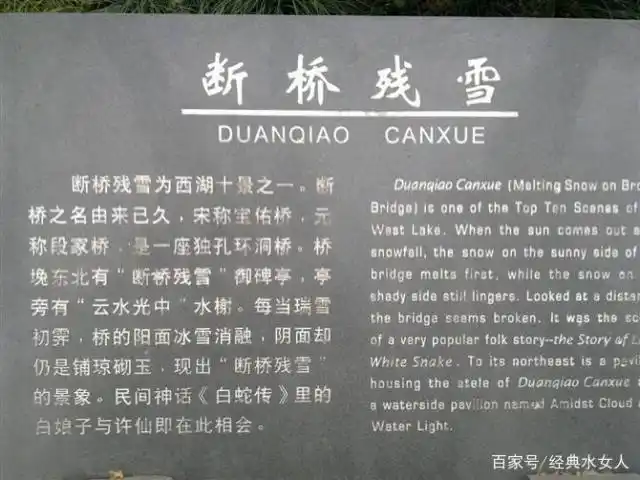 断桥残雪
DUANQIAO CANXUE
断桥残雪为西湖十景之一。断
桥之名由来已久，宋称宝佑桥，元
称段家桥，是一座独孔环洞桥。桥
堍东北有“断桥残雪”御碑亭，亭
旁有“云水光中”水榭。每当瑞雪
初霁，桥的阳面冰雪消融，阴面却
仍是铺琼砌玉，现出“断桥残雪”
的景象。民间神话《白蛇传》里的
白娘子与许仙即在此相会。
Duanqiao Canxue (Melting Snow on
Bridge) is one of the Top Ten Scenes of
West Lake. When the sun comes out
snowfall, the snow on the sunny side of
bridge melts first, while the snow on
shady side still lingers. Looked at a
the bridge seems broken. It was the
of a very popular folk story--the Story of
White Snake. To its northeast is a
housing the stele of Duanqiao Canxue
a waterside pavilion named Amidst Cloud
Water Light.
百家号/经典水女人